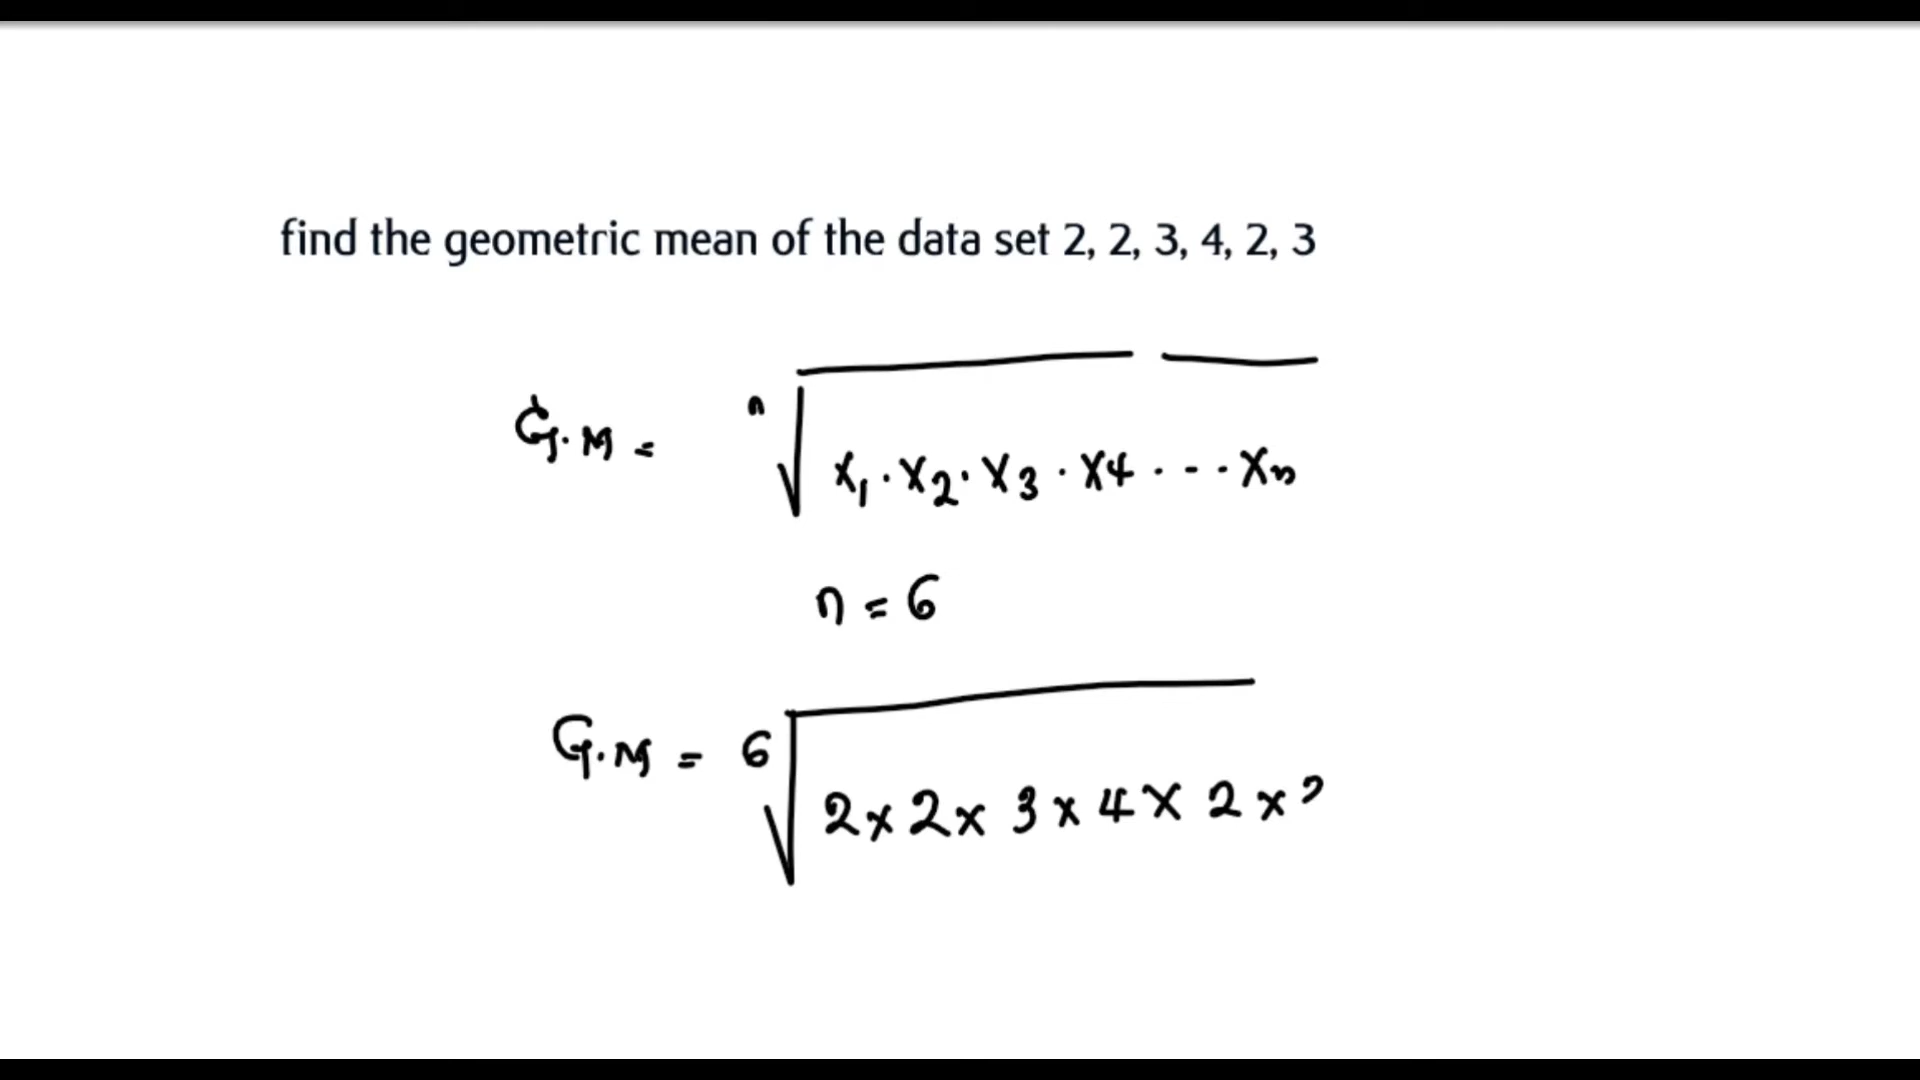 find the geometric mean of the data set 2, 2, 3, 4, 2, 3
G.M = ⁿ√x₁ · x₂ · x₃ · x4 · - - · xₙ
n = 6
G.M = ⁶√2 x 2 x 3 x 4 x 2 x